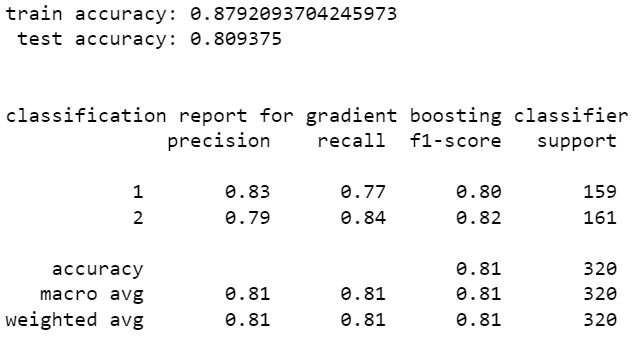 train accuracy: 0.8792093704245973
test accuracy: 0.809375
classification report for gradient boosting classifier
precision recall f1-score support
1 0.83 0.77 0.80 159
2 0.79 0.84 0.82 161
accuracy 0.81 320
macro avg 0.81 0.81 0.81 320
weighted avg 0.81 0.81 0.81 320